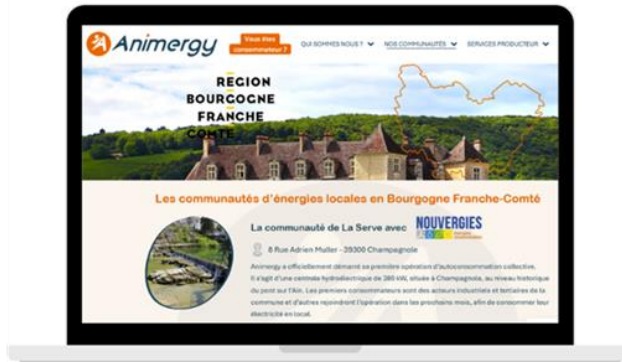 Animergy
Vous êtes
consommateur ?
QUI SOMMES NOUS ?
NOS COMMUNAUTÉS
SERVICES PRODUCTEUR
REGION
BOURGOGNE
FRANCHE
COMTE
Les communautés d'énergies locales en Bourgogne Franche-Comté
La communauté de La Serve avec NOUVERGIES
8 Rue Adrien Muller - 39300 Champagnole
Animergy a officiellement démarré sa première opération d'autoconsommation collective.
Il s'agit d'une centrale hydroélectrique de 280 kW, située à Champagnole, au niveau historique
du pont sur l'Ain. Les premiers consommateurs sont des acteurs industriels et tertiaires de la
commune et d'autres rejoindront l'opération dans les prochains mois, afin de consommer leur
électricité en local.